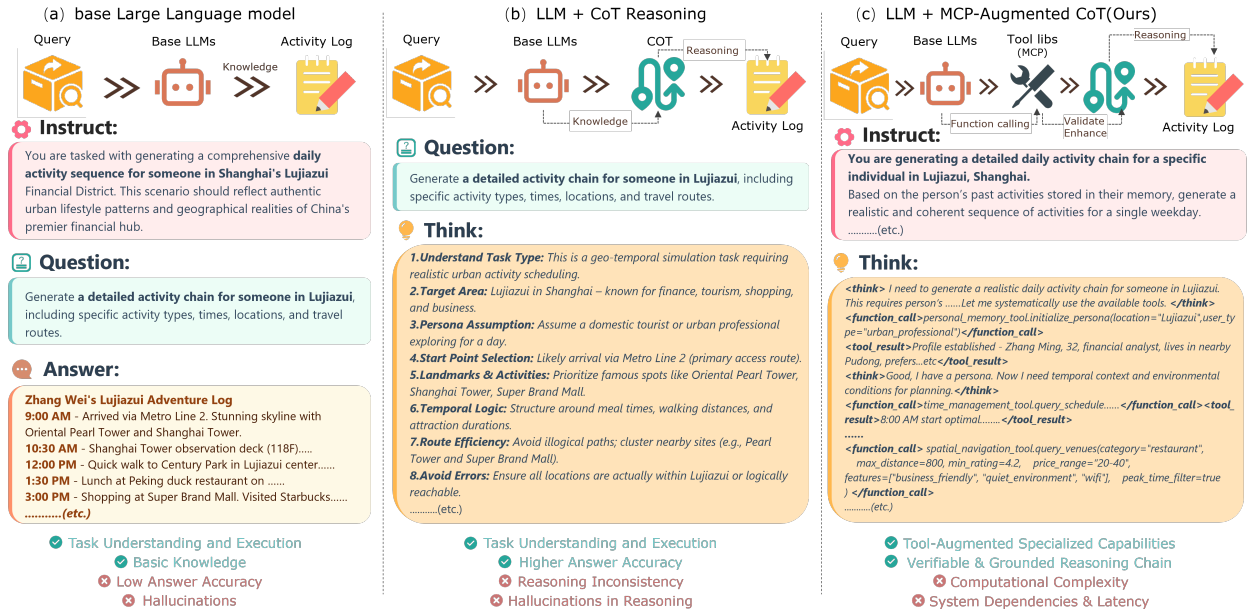 (a) base Large Language model
Query
Base LLMs
Activity Log
Knowledge
Instruct:
You are tasked with generating a comprehensive daily
activity sequence for someone in Shanghai's Lujiazui
Financial District. This scenario should reflect authentic
urban lifestyle patterns and geographical realities of China's
premier financial hub.
Question:
Generate a detailed activity chain for someone in Lujiazui,
including specific activity types, times, locations, and travel
routes.
Answer:
Zhang Wei's Lujiazui Adventure Log
9:00 AM - Arrived via Metro Line 2. Stunning skyline with
Oriental Pearl Tower and Shanghai Tower.
10:30 AM - Shanghai Tower observation deck (118F).....
12:00 PM - Quick walk to Century Park in Lujiazui center......
1:30 PM - Lunch at Peking duck restaurant on ......
3:00 PM - Shopping at Super Brand Mall. Visited Starbucks......
...........(etc.)
Task Understanding and Execution
Basic Knowledge
Low Answer Accuracy
Hallucinations
(b) LLM + CoT Reasoning
Query
Base LLMs
COT
Reasoning
Knowledge
Activity Log
Question:
Generate a detailed activity chain for someone in Lujiazui, including
specific activity types, times, locations, and travel routes.
Think:
1.Understand Task Type: This is a geo-temporal simulation task requiring
realistic urban activity scheduling.
2.Target Area: Lujiazui in Shanghai – known for finance, tourism, shopping,
and business.
3.Persona Assumption: Assume a domestic tourist or urban professional
exploring for a day.
4.Start Point Selection: Likely arrival via Metro Line 2 (primary access route).
5.Landmarks & Activities: Prioritize famous spots like Oriental Pearl Tower,
Shanghai Tower, Super Brand Mall.
6.Temporal Logic: Structure around meal times, walking distances, and
attraction durations.
7.Route Efficiency: Avoid illogical paths; cluster nearby sites (e.g., Pearl
Tower and Super Brand Mall).
8.Avoid Errors: Ensure all locations are actually within Lujiazui or logically
reachable.
...........(etc.)
Task Understanding and Execution
Higher Answer Accuracy
Reasoning Inconsistency
Hallucinations in Reasoning
(c) LLM + MCP-Augmented CoT(Ours)
Query
Base LLMs
Tool libs
(MCP)
Reasoning
Function calling
Validate
Enhance
Activity Log
Instruct:
You are generating a detailed daily activity chain for a specific
individual in Lujiazui, Shanghai.
Based on the person's past activities stored in their memory, generate a
realistic and coherent sequence of activities for a single weekday.
...........(etc.)
Think:
<think> I need to generate a realistic daily activity chain for someone in Lujiazui.
This requires person's ......Let me systematically use the available tools. </think>
<function_call>personal_memory_tool.initialize_persona(location="Lujiazui",user_ty
pe="urban_professional")</function_call>
<tool_result>Profile established - Zhang Ming, 32, financial analyst, lives in nearby
Pudong, prefers...etc</tool_result>
<think>Good, I have a persona. Now I need temporal context and environmental
conditions for planning.</think>
<function_call>time_management_tool.query_schedule......</function_call><tool_
result>8:00 AM start optimal........</tool_result>
......
<function_call> spatial_navigation_tool.query_venues(category="restaurant",
max_distance=800, min_rating=4.2, price_range="20-40",
features=["business_friendly", "quiet_environment", "wifi"], peak_time_filter=true
) </function_call>
...........(etc.)
Tool-Augmented Specialized Capabilities
Verifiable & Grounded Reasoning Chain
Computational Complexity
System Dependencies & Latency